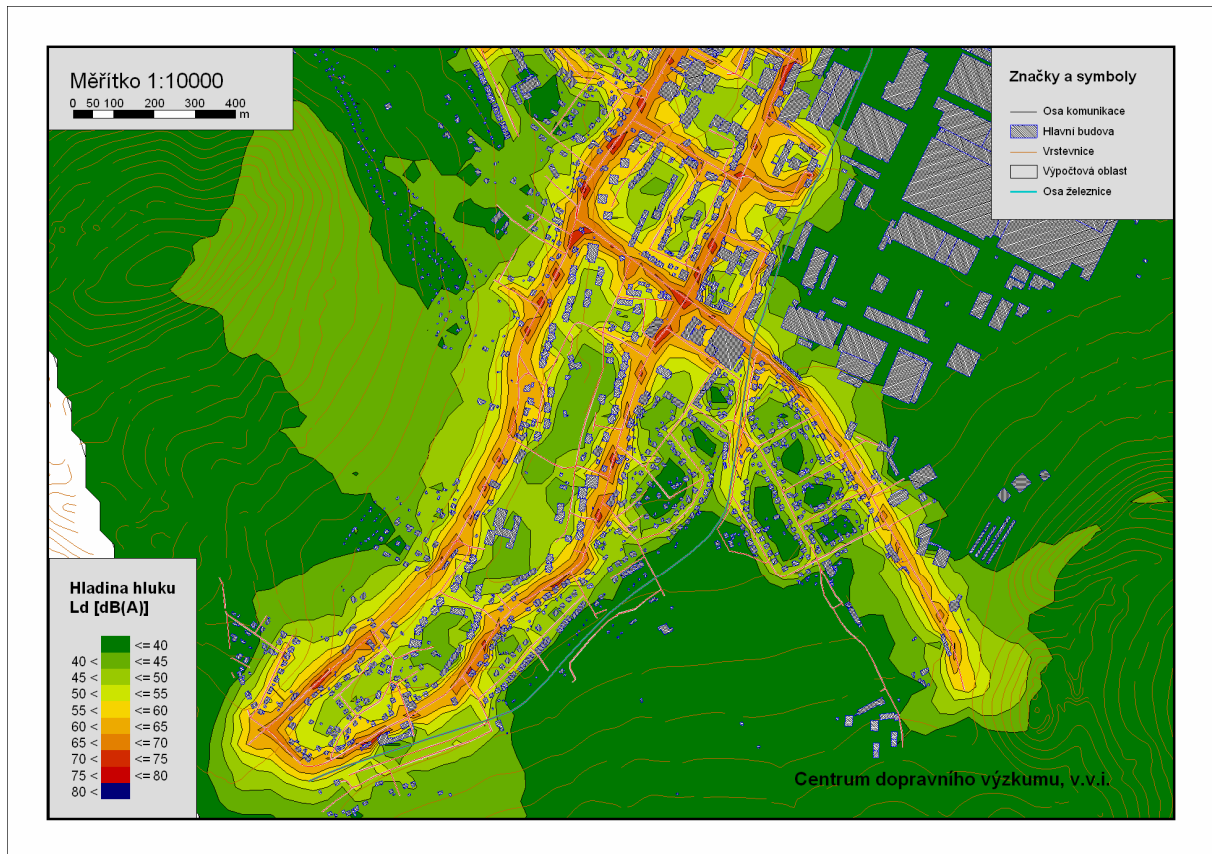 Měřítko 1:10000
0 50 100 200 300 400
m
Značky a symboly
Osa komunikace
Hlavní budova
Vrstevnice
Výpočtová oblast
Osa železnice
Hladina hluku
Ld [dB(A)]
<= 40
40 < <= 45
45 < <= 50
50 < <= 55
55 < <= 60
60 < <= 65
65 < <= 70
70 < <= 75
75 < <= 80
80 <
Centrum dopravního výzkumu, v.v.i.